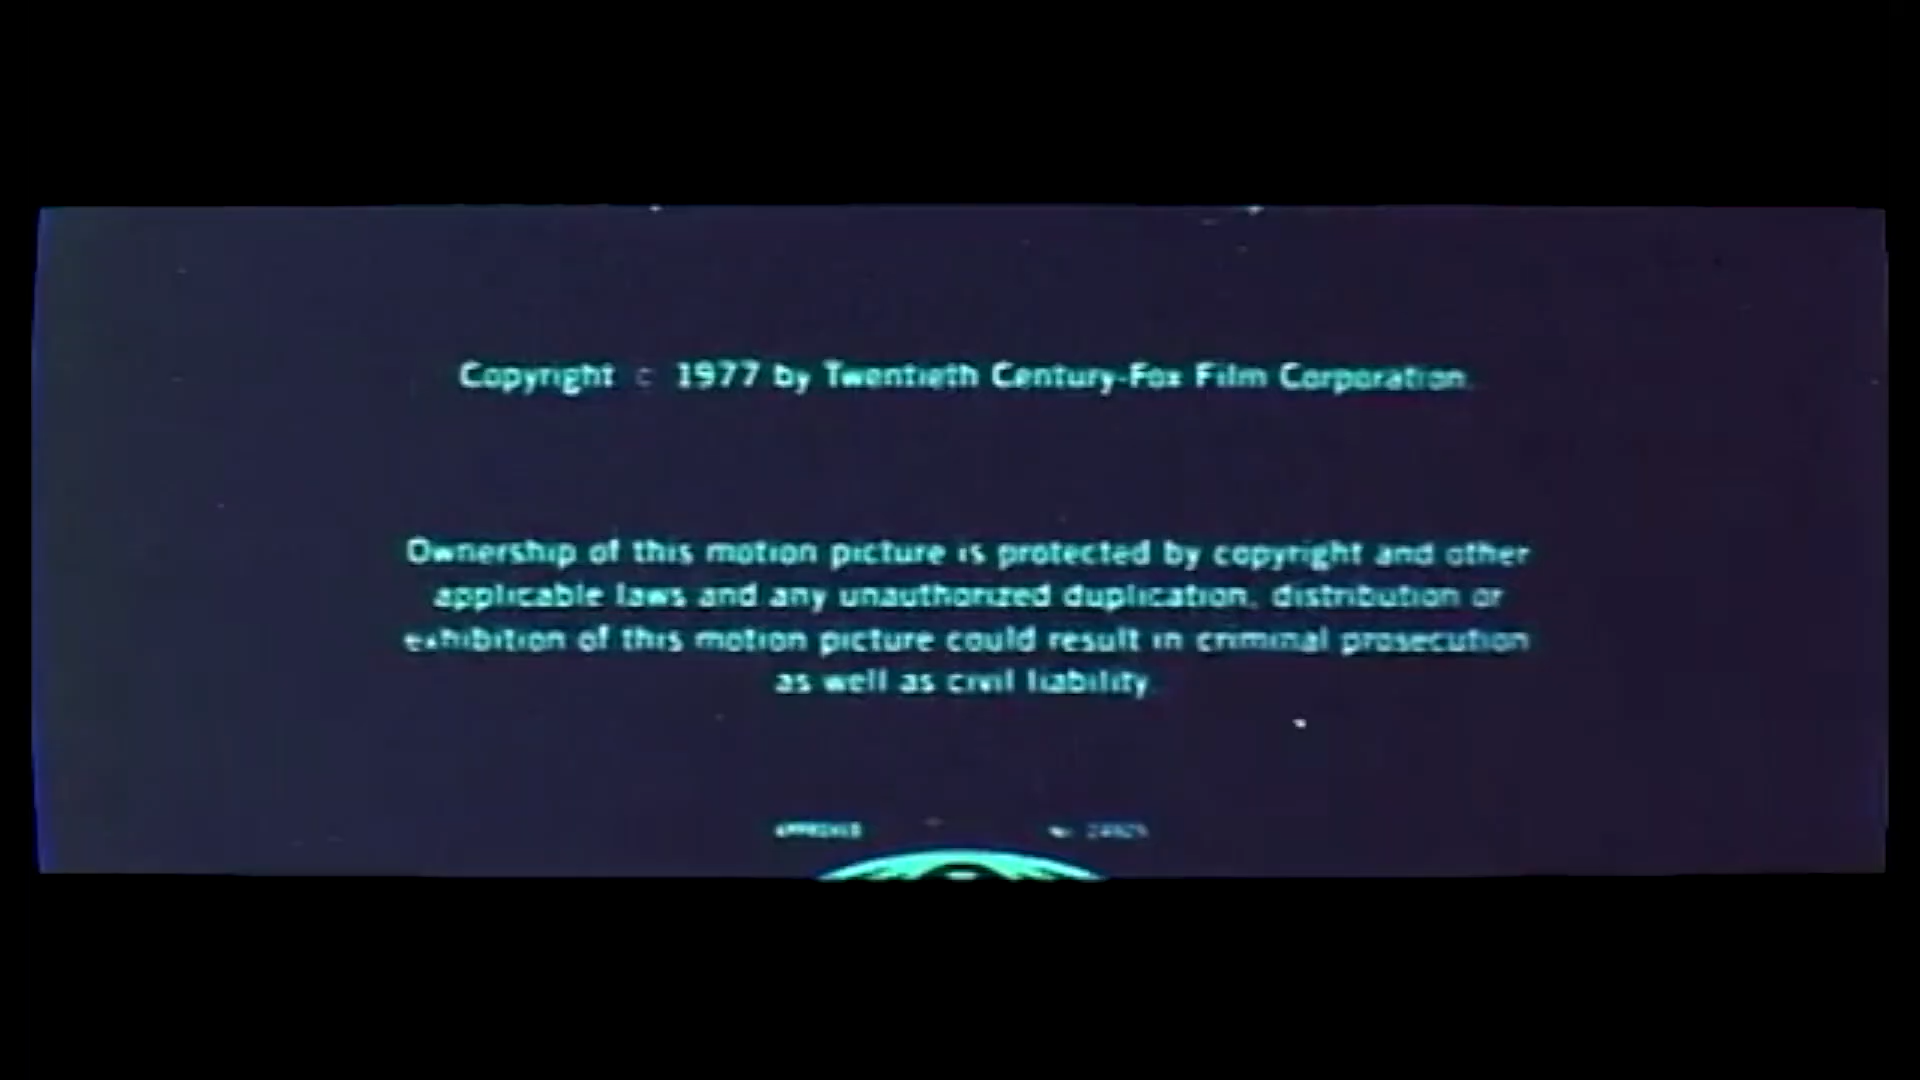 Copyright © 1977 by Twentieth Century-Fox Film Corporation.
Ownership of this motion picture is protected by copyright and other
applicable laws and any unauthorized duplication, distribution or
exhibition of this motion picture could result in criminal prosecution
as well as civil liability.
APPROVED No.